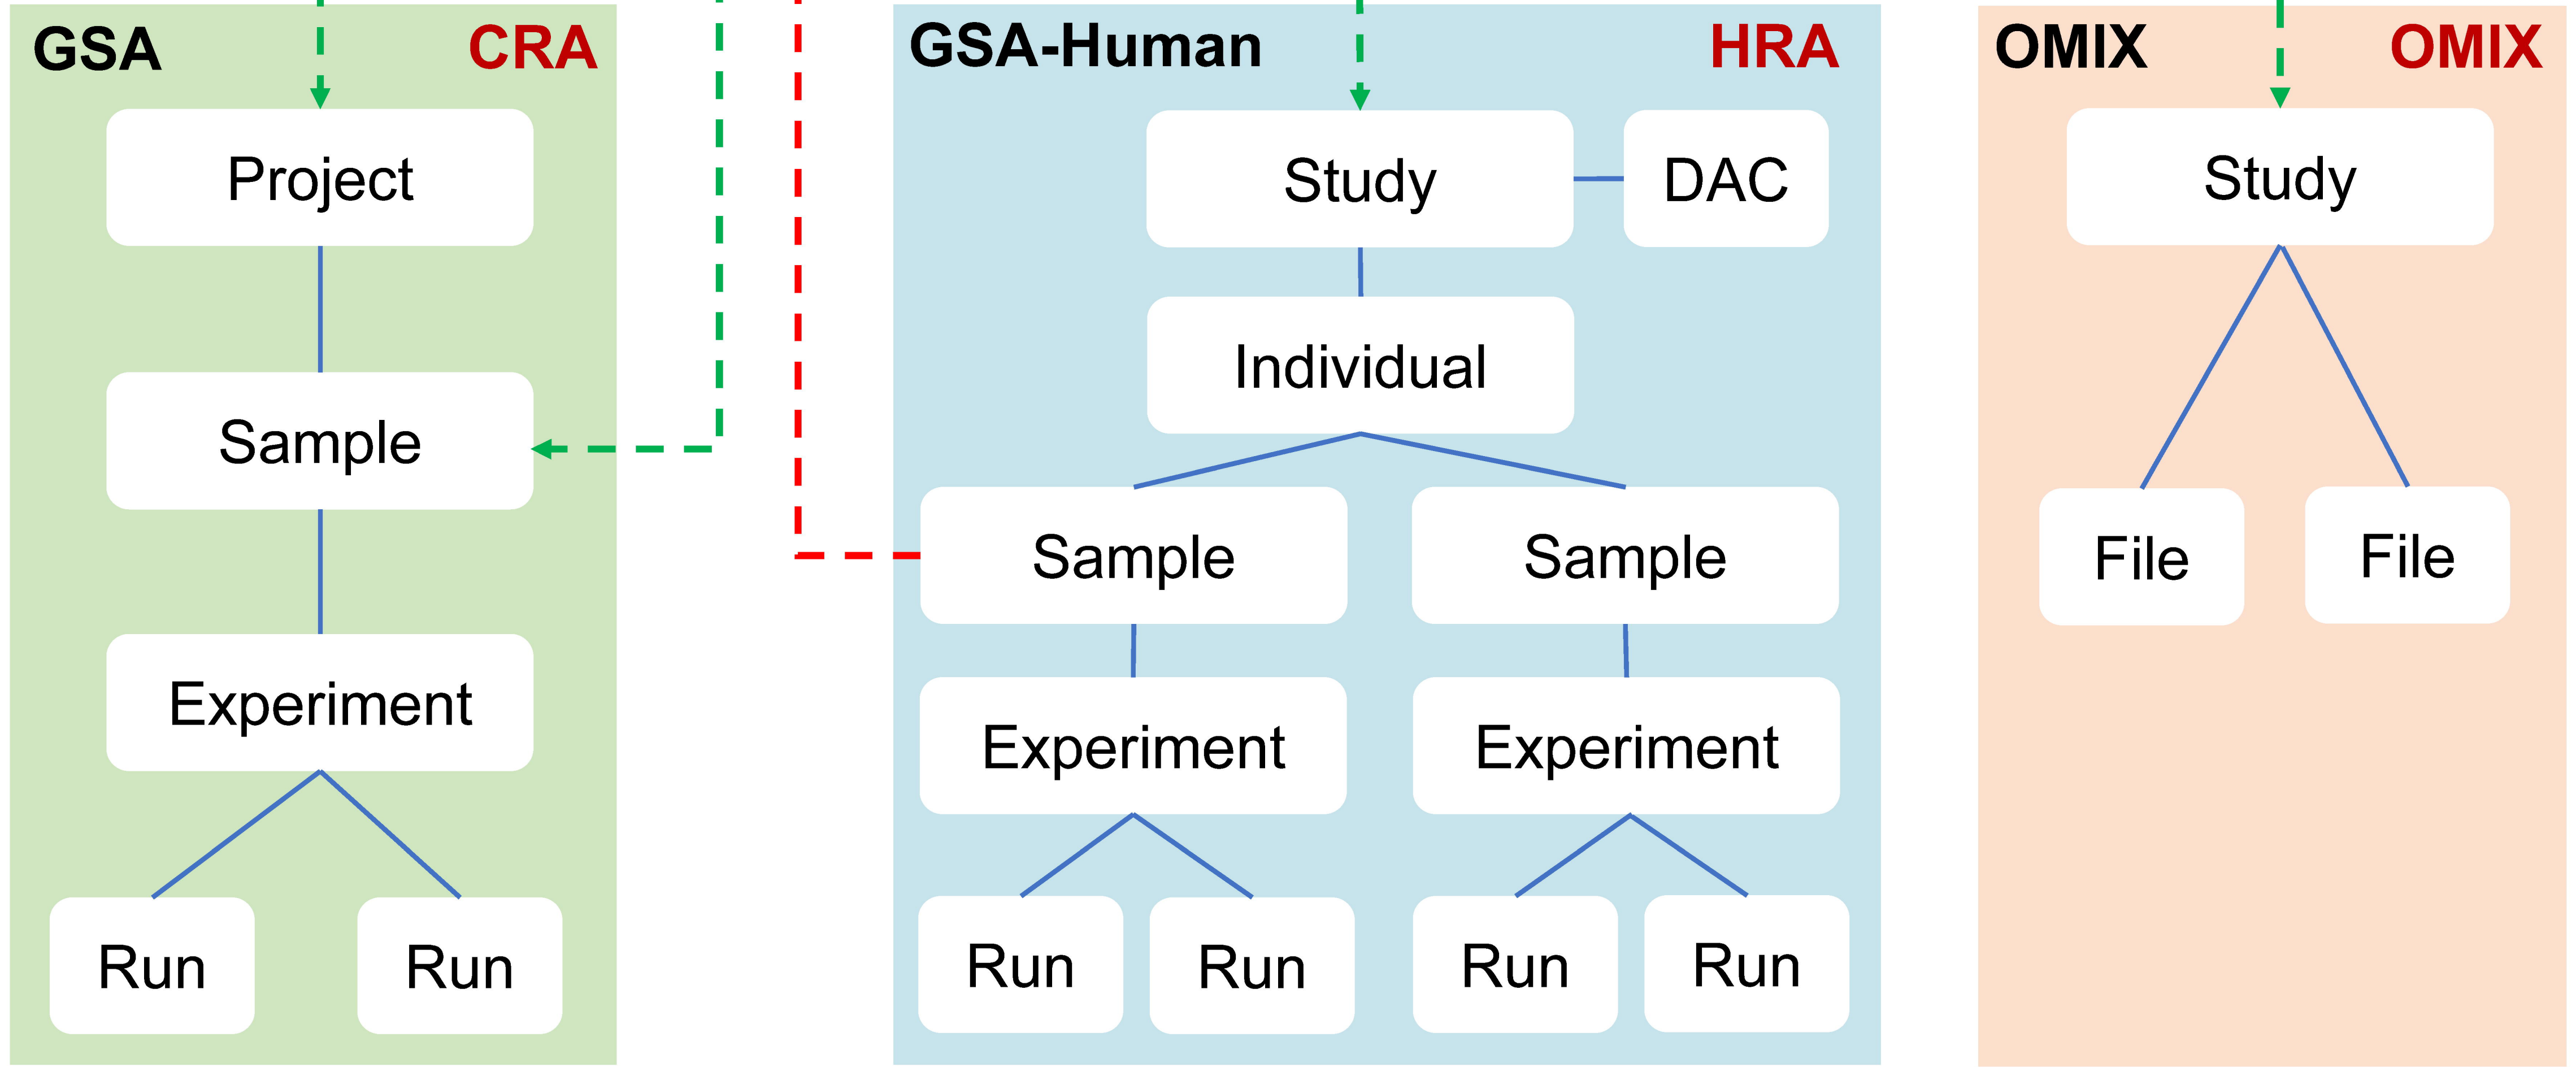 GSA
CRA
Project
Sample
Experiment
Run
Run
GSA-Human
HRA
Study
DAC
Individual
Sample
Sample
Experiment
Experiment
Run
Run
Run
Run
OMIX
OMIX
Study
File
File